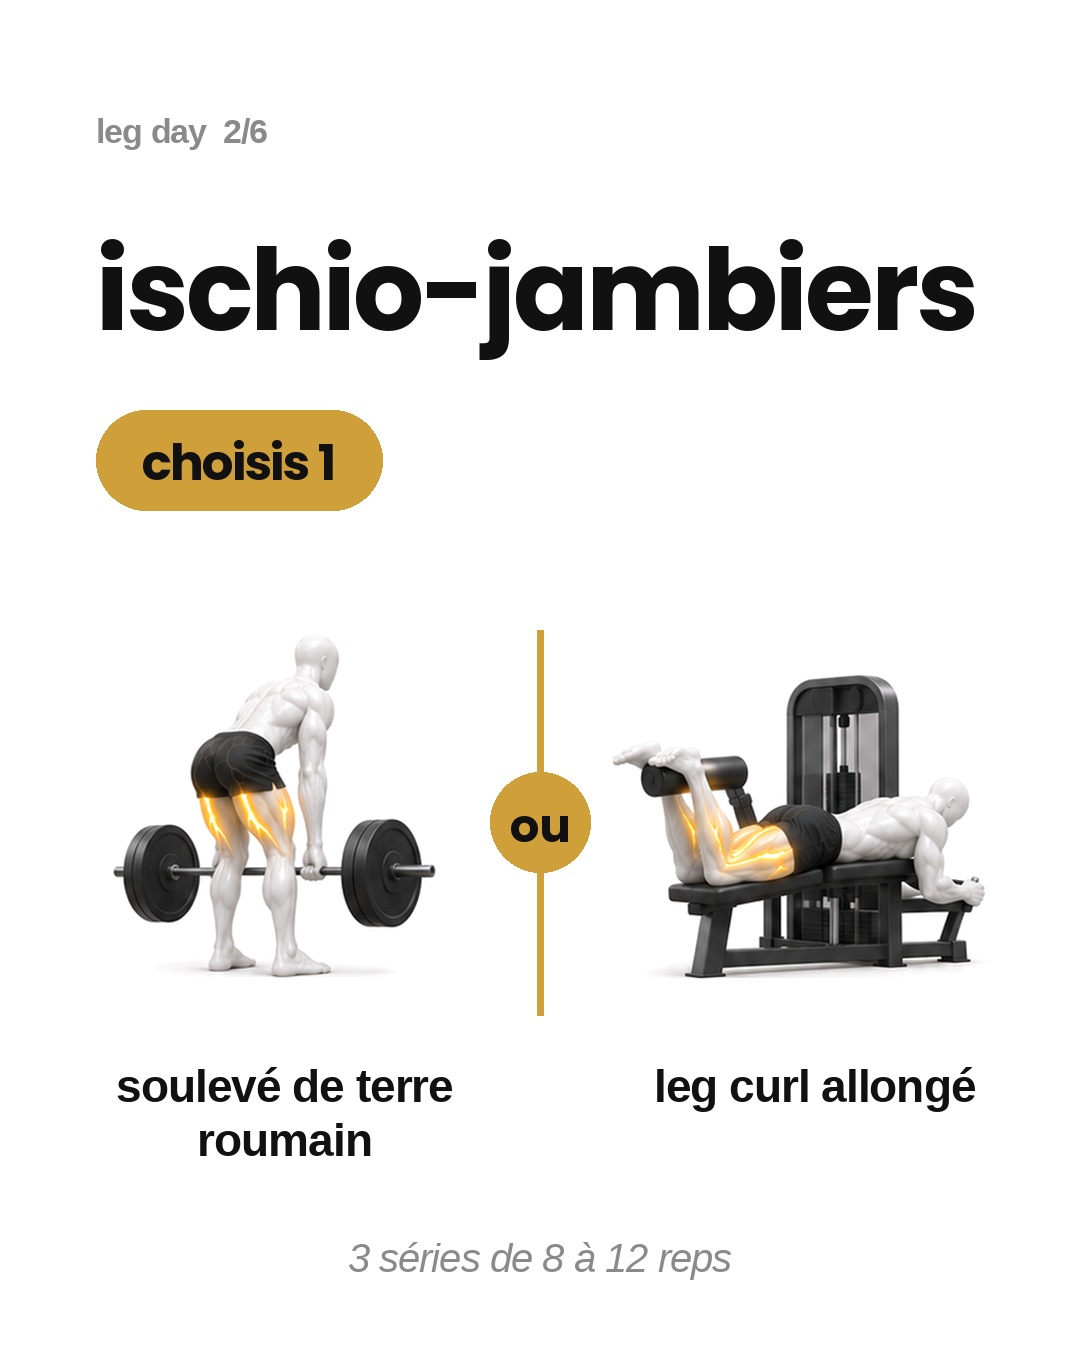 leg day 2/6
ischio-jambiers
choisis 1
ou
soulevé de terre
roumain
leg curl allongé
3 séries de 8 à 12 reps